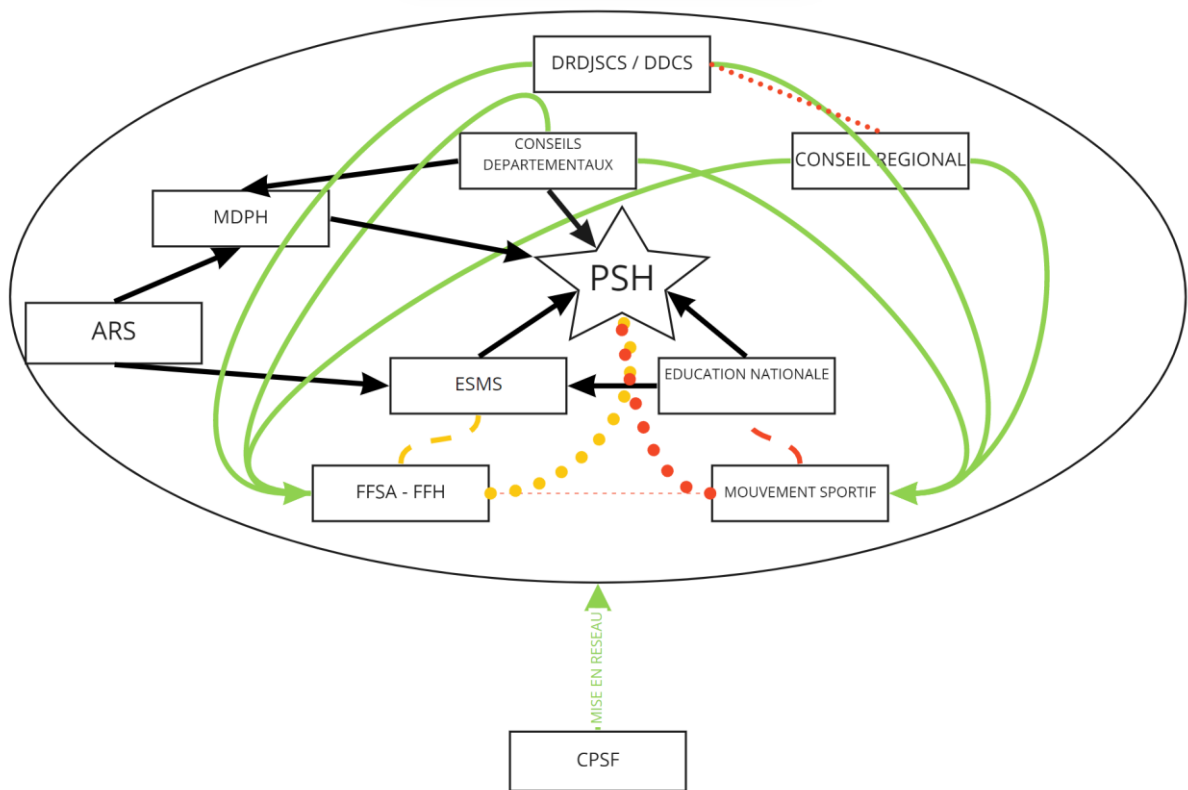 DRDJSCS / DDCS
CONSEILS
DEPARTEMENTAUX
CONSEIL REGIONAL
MDPH
PSH
ARS
ESMS
EDUCATION NATIONALE
FFSA - FFH
MOUVEMENT SPORTIF
MISE EN RESEAU
CPSF